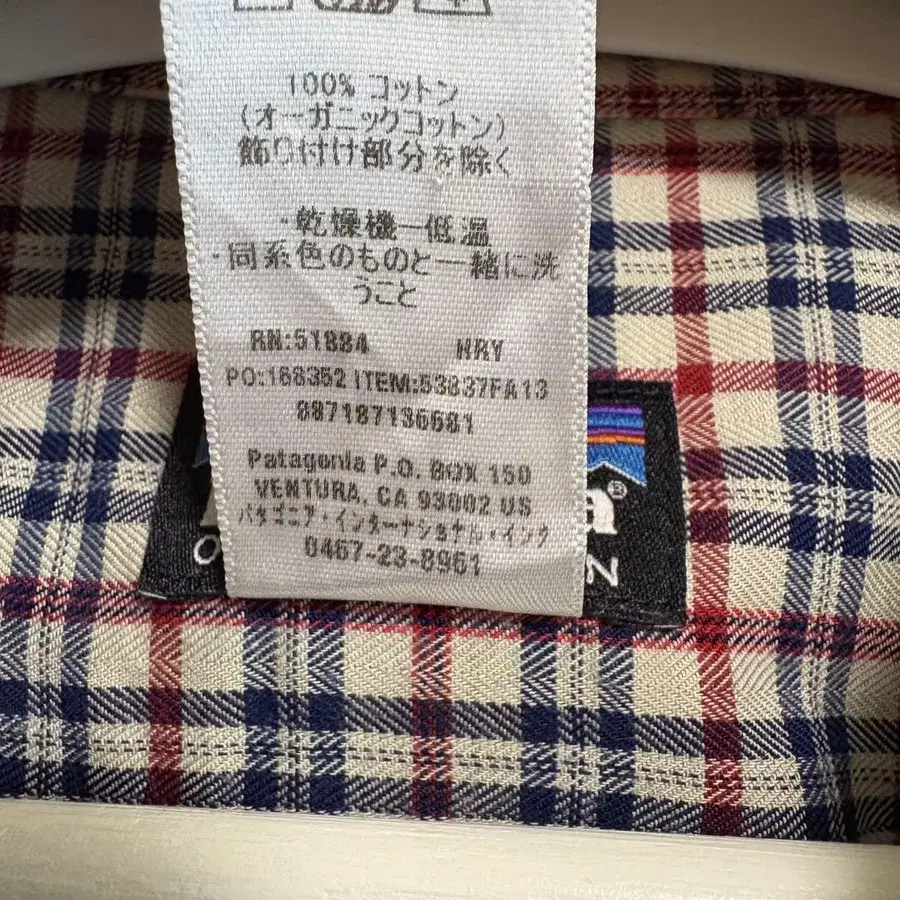 100% コットン
(オーガニックコットン)
飾り付け部分を除く
・乾燥機一低温
・同系色のものと一緒に洗
うこと
RN:51884 NRY
PO:168352 ITEM:53837FA13
887187136681
Patagonia P.O. BOX 150
VENTURA, CA 93002 US
パタゴニア・インターナショナル・インク
0467-23-8961
a®
O
N